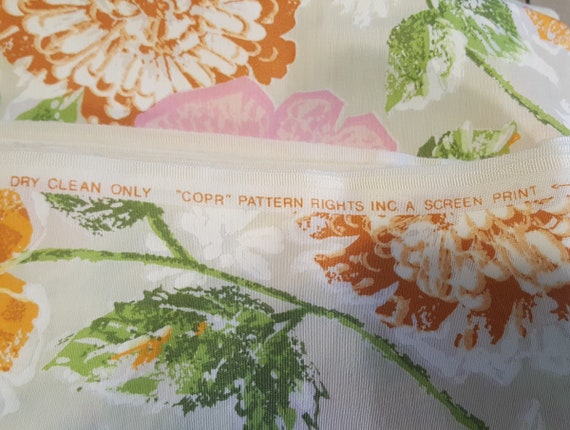 DRY CLEAN ONLY "COPR" PATTERN RIGHTS INC A SCREEN PRINT